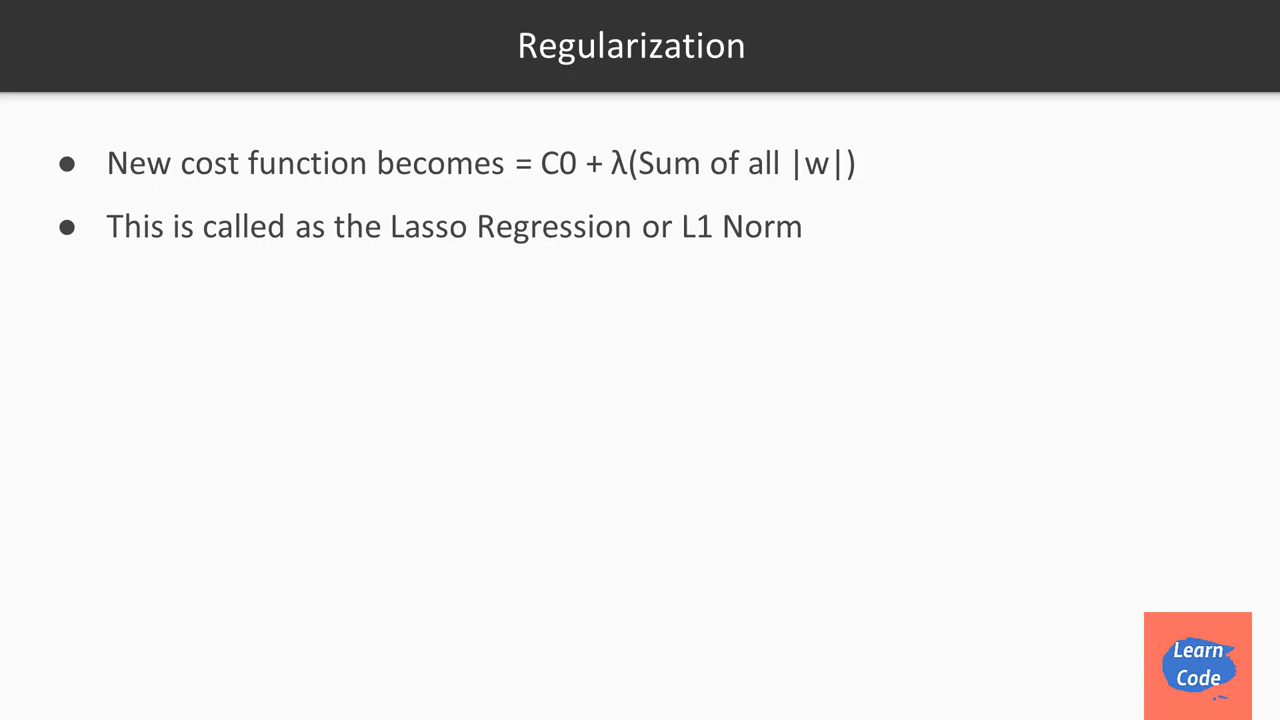 Regularization
● New cost function becomes = C0 + λ(Sum of all |w|)
● This is called as the Lasso Regression or L1 Norm
Learn
Code